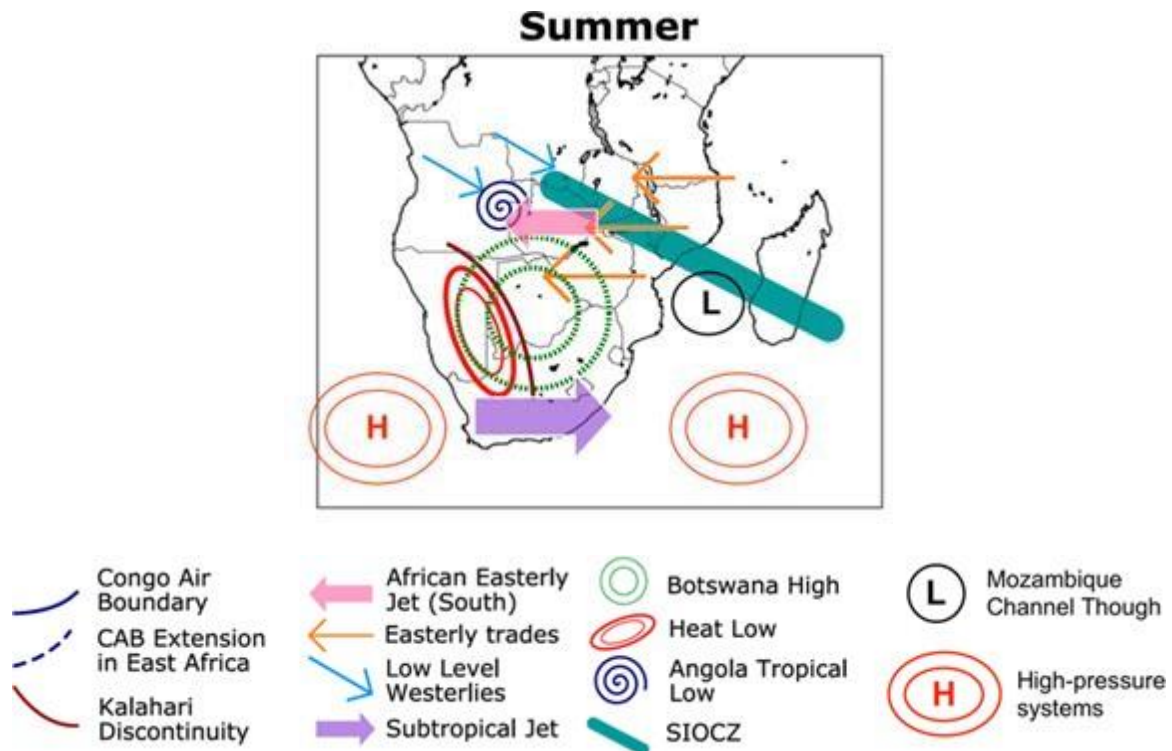 Summer
L
H
H
Congo Air
Boundary
CAB Extension
in East Africa
Kalahari
Discontinuity
African Easterly
Jet (South)
Easterly trades
Low Level
Westerlies
Subtropical Jet
Botswana High
Heat Low
Angola Tropical
Low
SIOCZ
L
Mozambique
Channel Though
H
High-pressure
systems